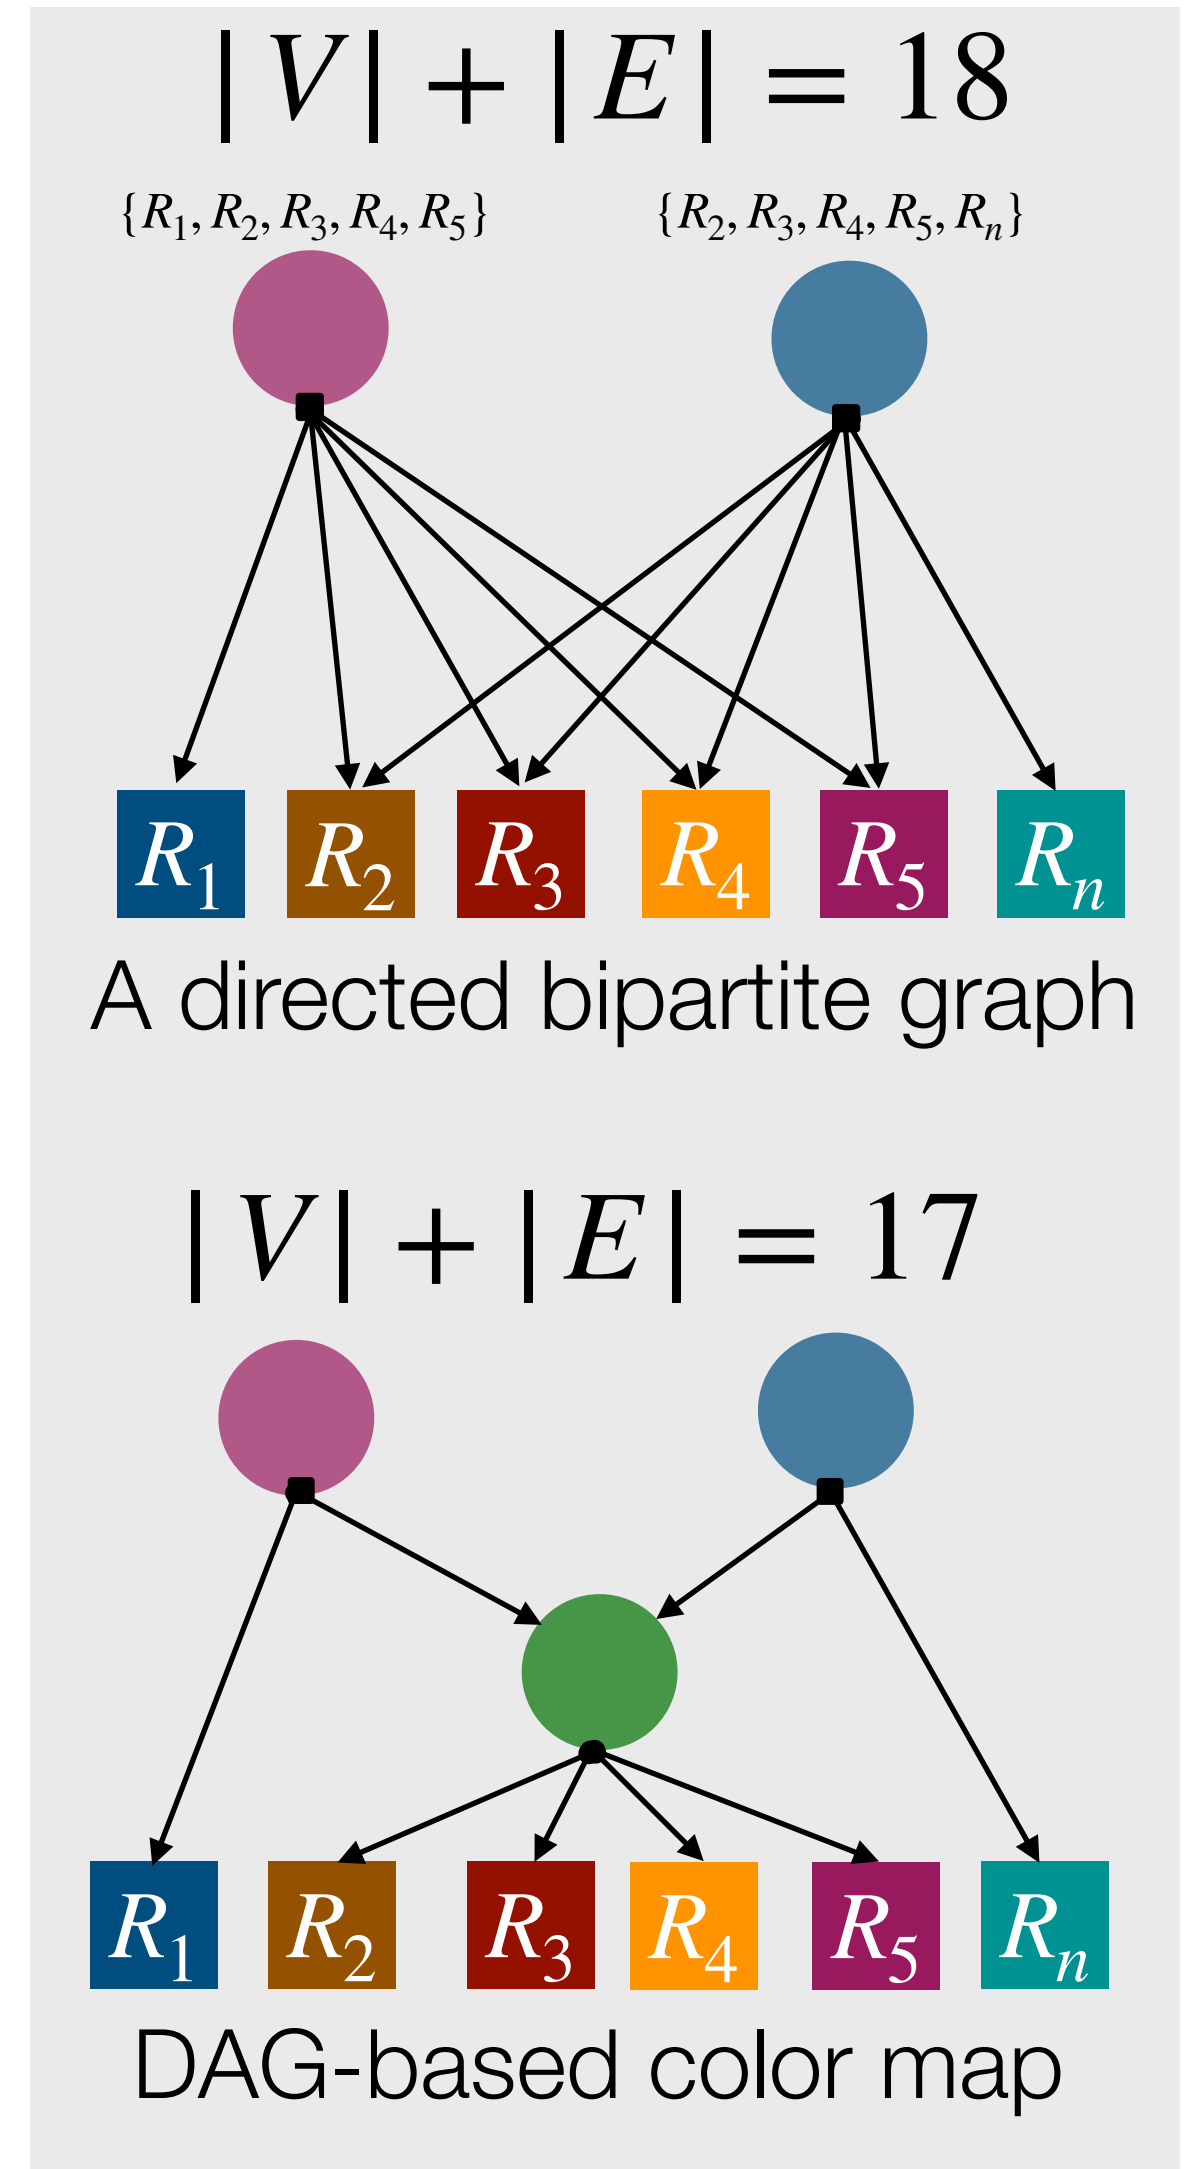 |V| + |E| = 18
{R₁, R₂, R₃, R₄, R₅} {R₂, R₃, R₄, R₅, Rₙ}
R₁ R₂ R₃ R₄ R₅ Rₙ
A directed bipartite graph
|V| + |E| = 17
R₁ R₂ R₃ R₄ R₅ Rₙ
DAG-based color map